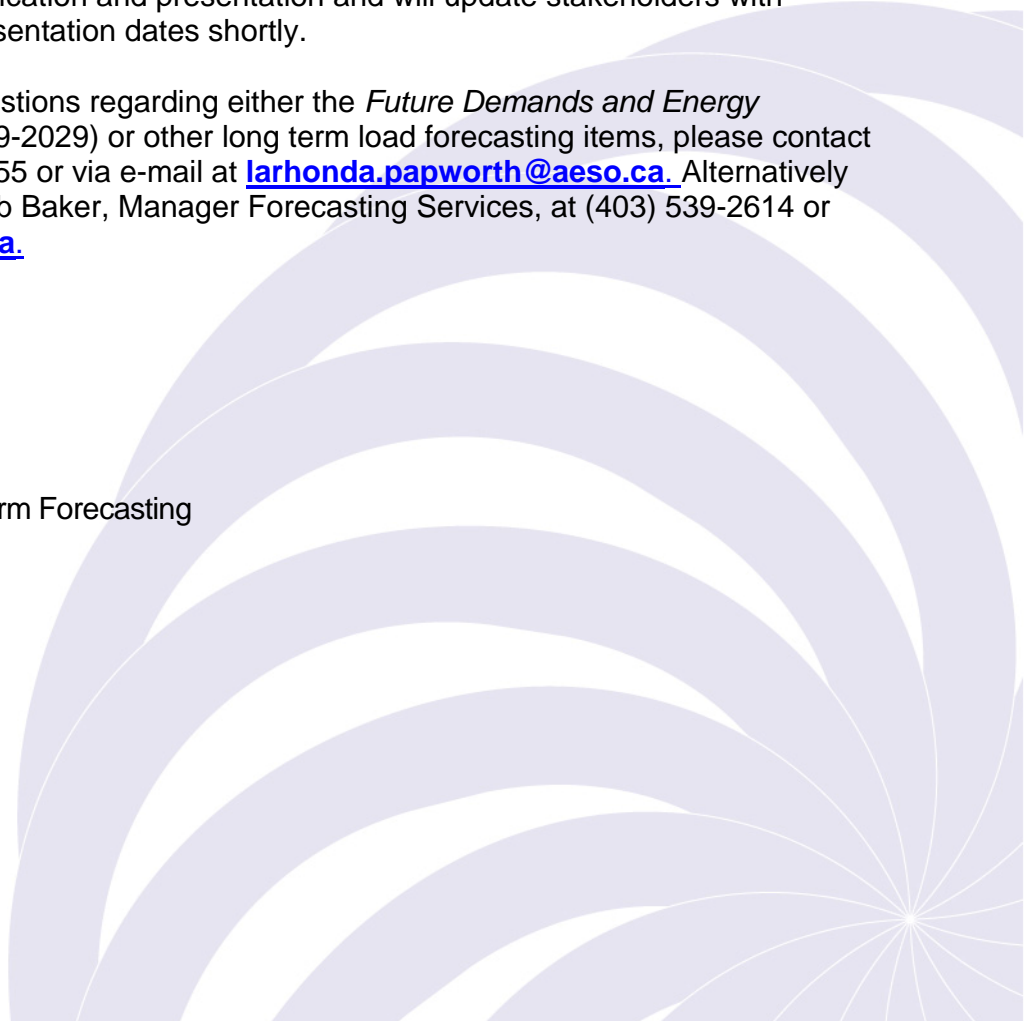 ication and presentation and will update stakeholders with
sentation dates shortly.
stions regarding either the Future Demands and Energy
9-2029) or other long term load forecasting items, please contact
55 or via e-mail at larhonda.papworth@aeso.ca. Alternatively
b Baker, Manager Forecasting Services, at (403) 539-2614 or
a.
rm Forecasting